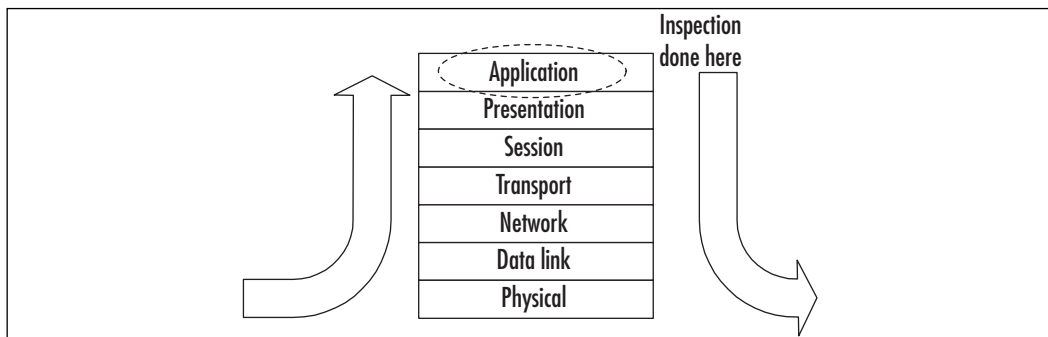 Inspection
done here
Application
Presentation
Session
Transport
Network
Data link
Physical